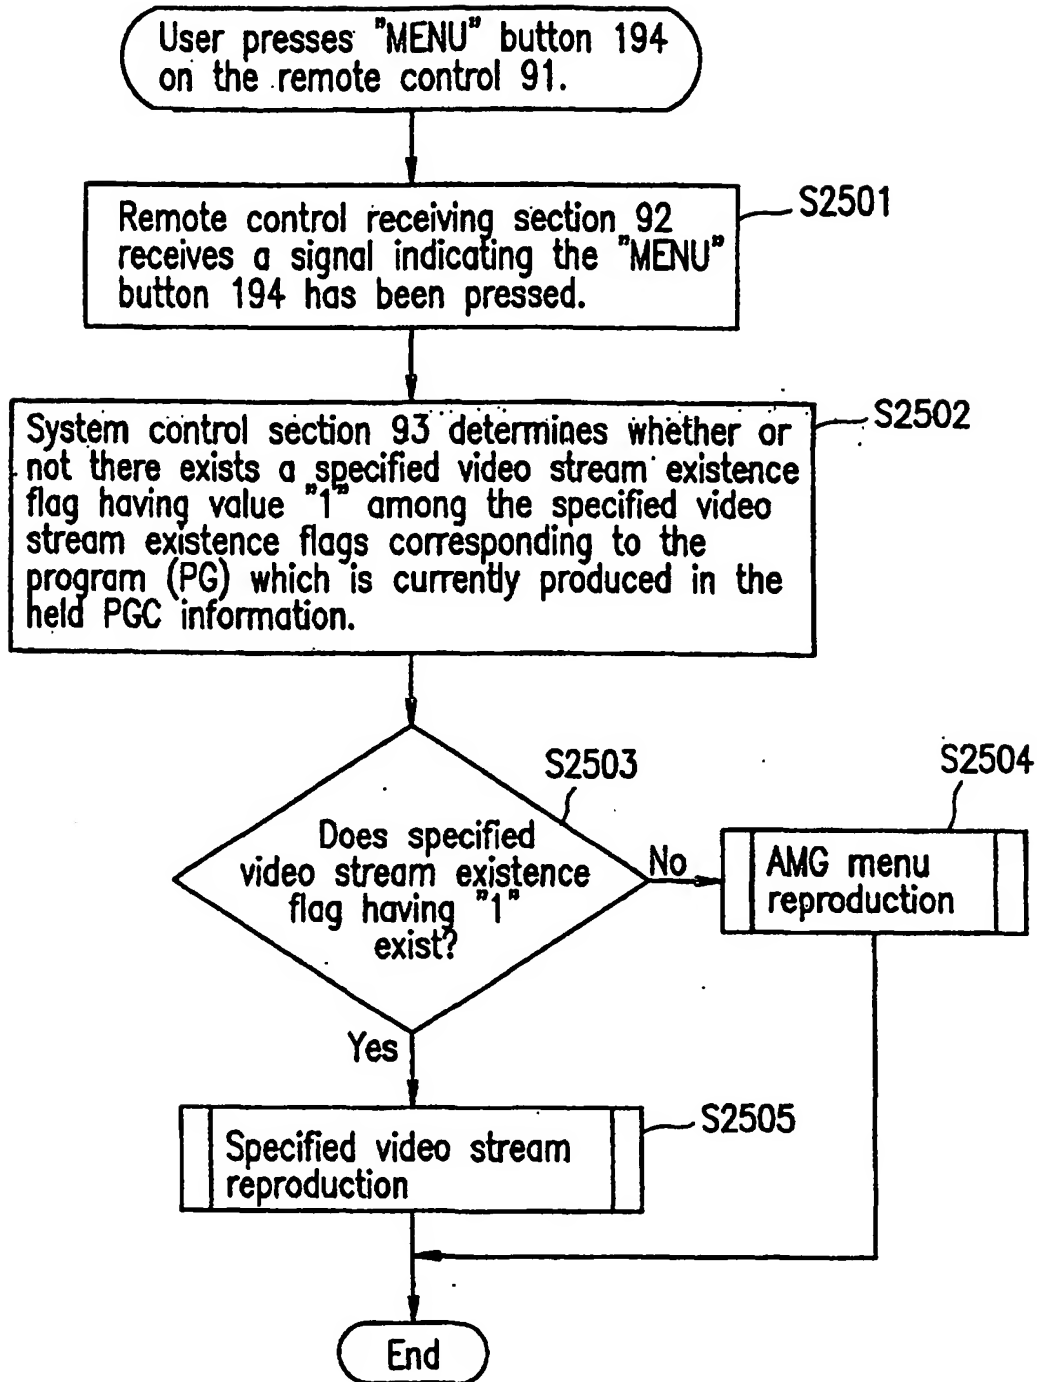 User presses "MENU" button 194
on the remote control 91.
S2501
Remote control receiving section 92
receives a signal indicating the "MENU"
button 194 has been pressed.
S2502
System control section 93 determines whether or
not there exists a specified video stream existence
flag having value "1" among the specified video
stream existence flags corresponding to the
program (PG) which is currently produced in the
held PGC information.
S2503
Does specified
video stream existence
flag having "1"
exist?
No
S2504
AMG menu
reproduction
Yes
S2505
Specified video stream
reproduction
End